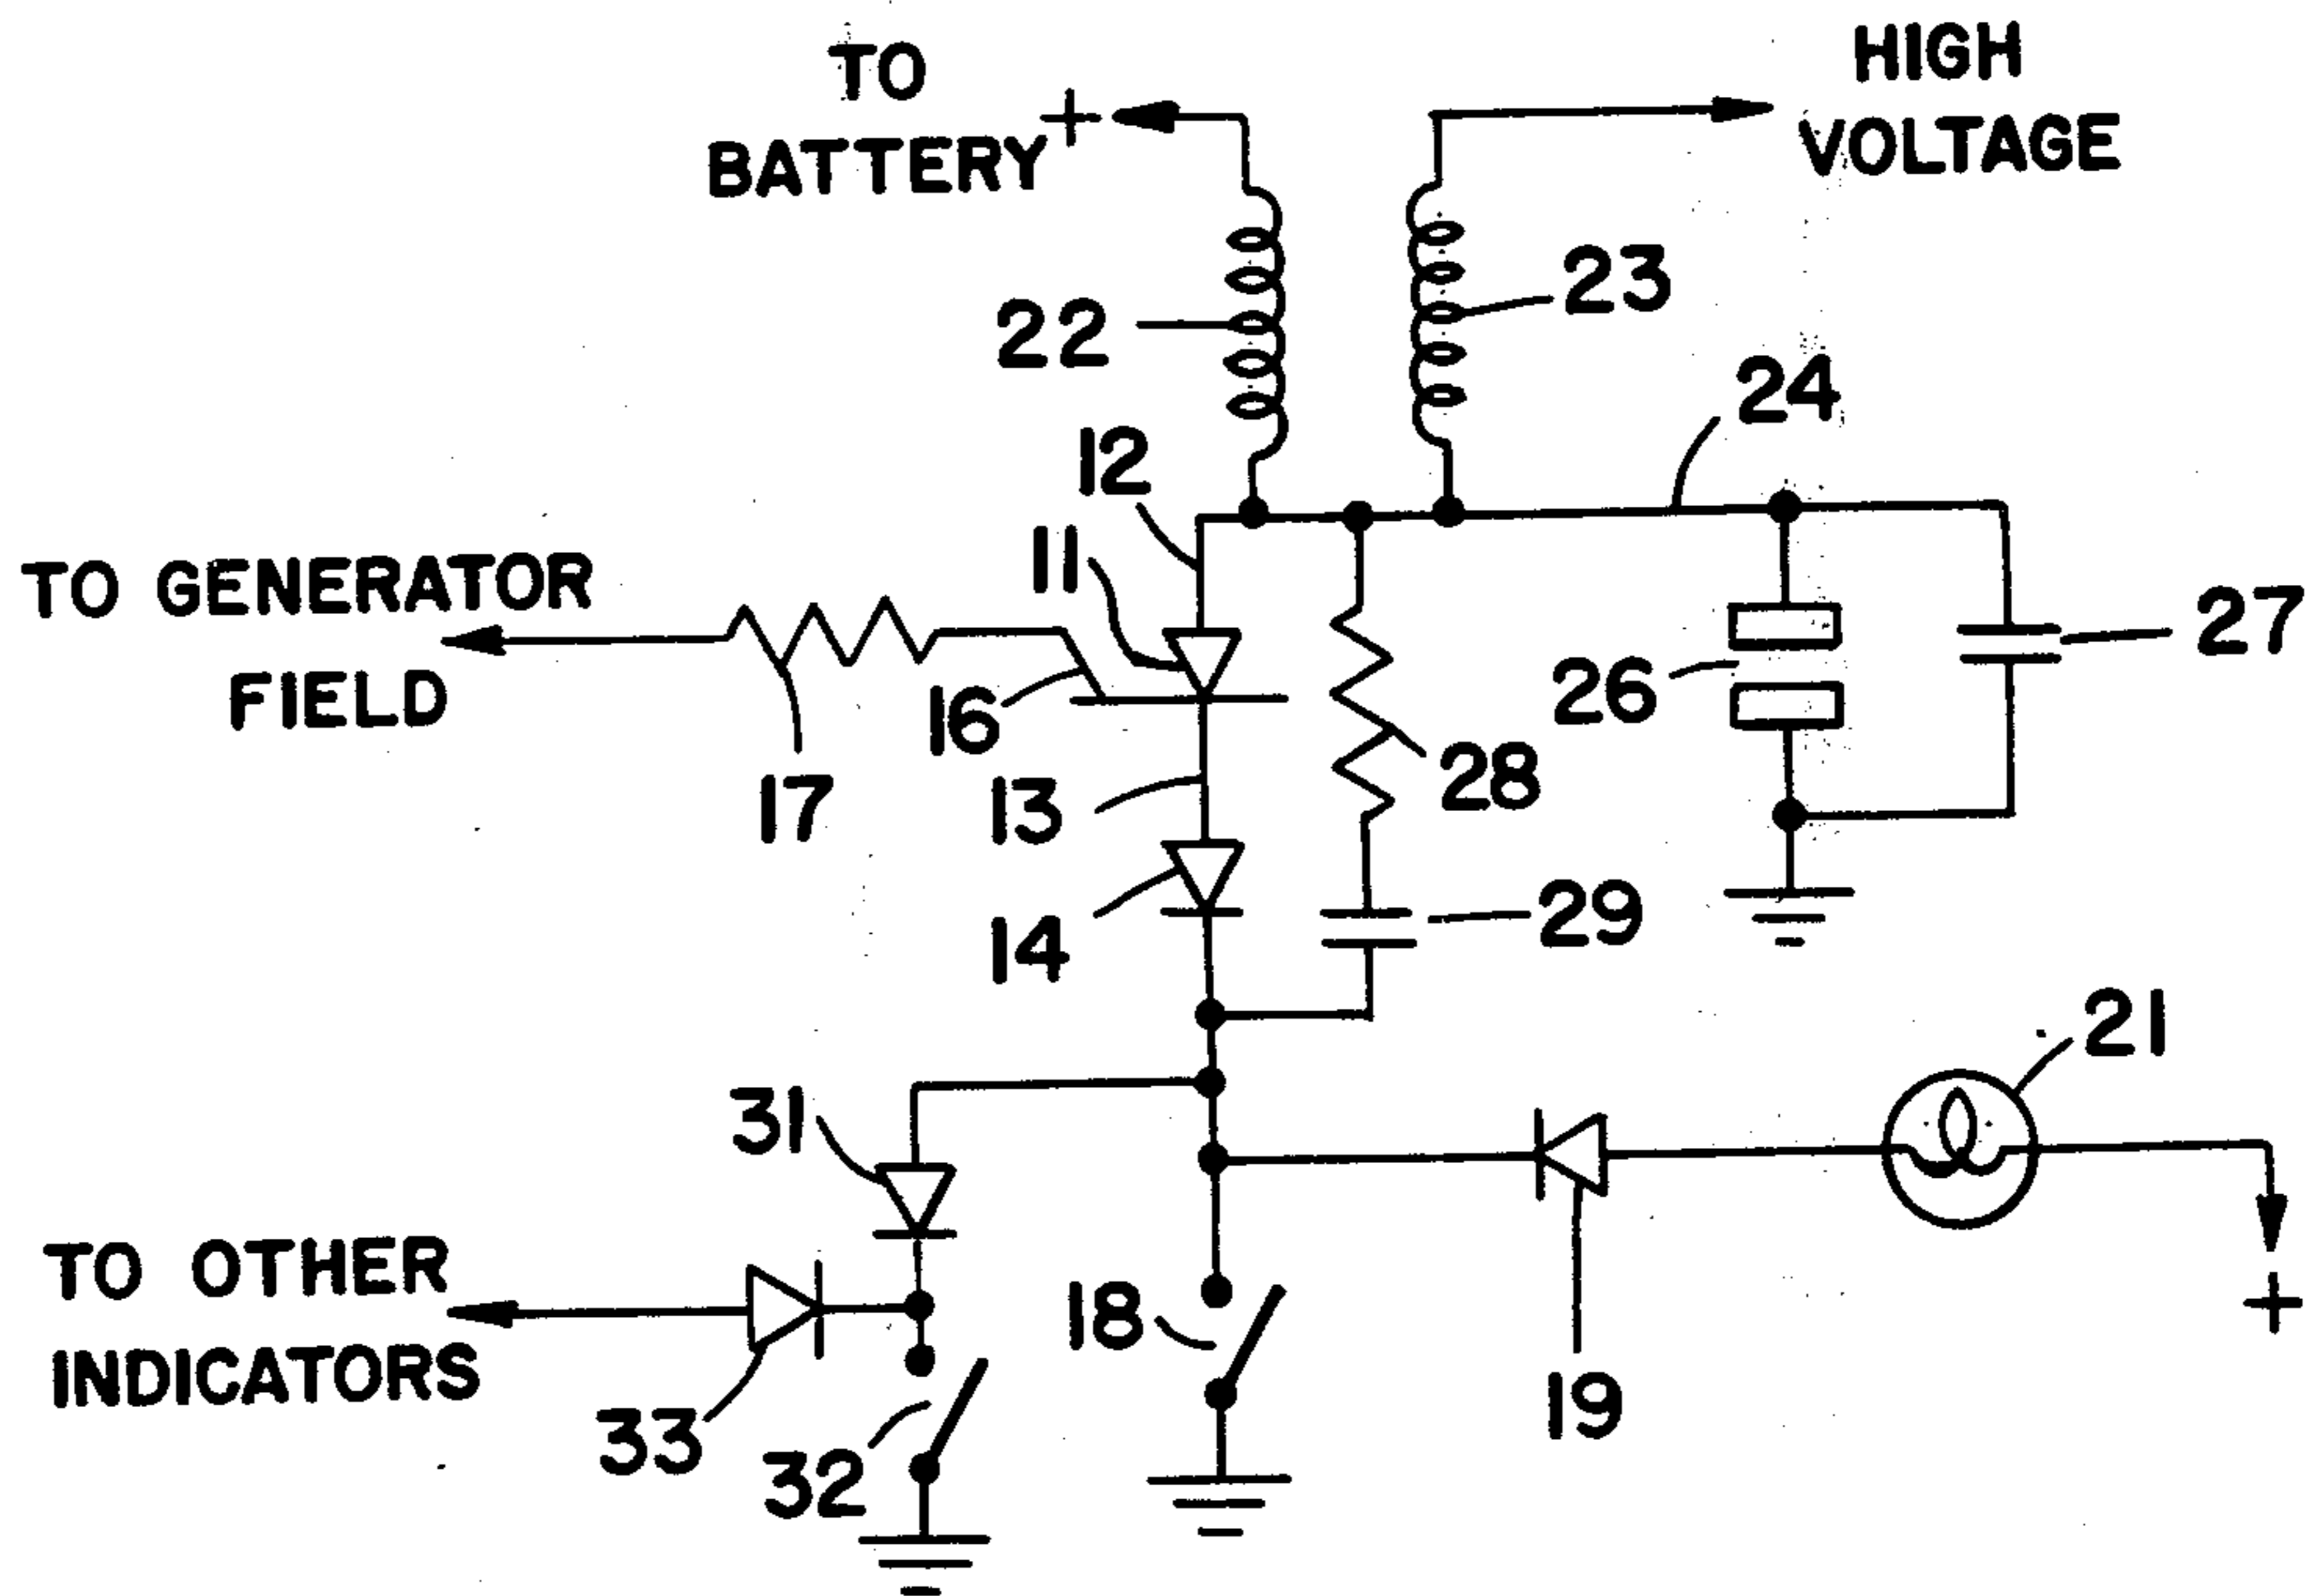 TO
BATTERY +
HIGH
VOLTAGE
22
23
24
12
11
TO GENERATOR
FIELD
16
17
13
14
26
27
28
29
21
31
TO OTHER
INDICATORS
33
32
18
19
+